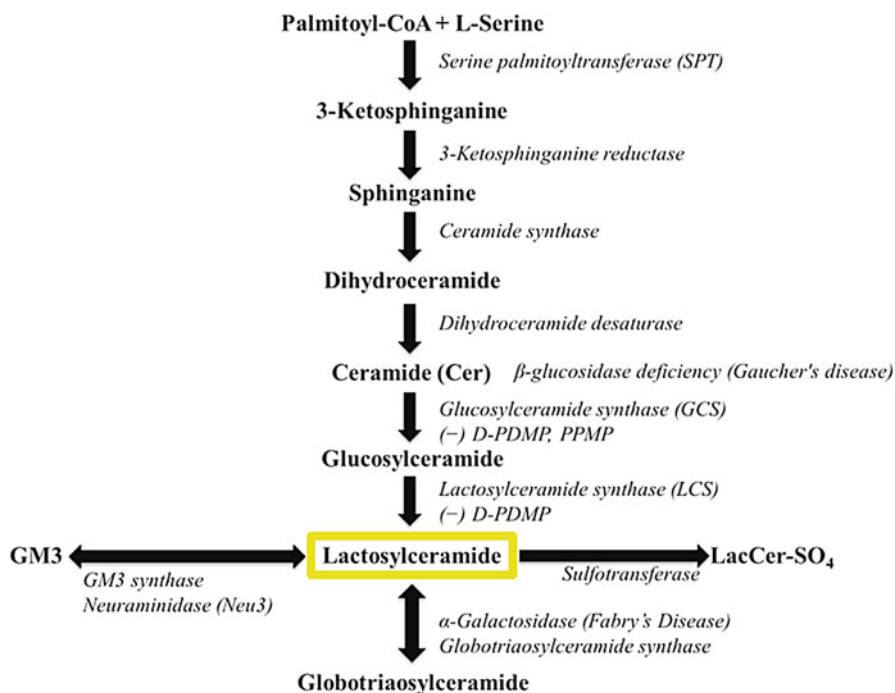 Palmitoyl-CoA + L-Serine
Serine palmitoyltransferase (SPT)
3-Ketosphinganine
3-Ketosphinganine reductase
Sphinganine
Ceramide synthase
Dihydroceramide
Dihydroceramide desaturase
Ceramide (Cer) β-glucosidase deficiency (Gaucher's disease)
Glucosylceramide synthase (GCS)
(−) D-PDMP, PPMP
Glucosylceramide
Lactosylceramide synthase (LCS)
(−) D-PDMP
GM3 Lactosylceramide LacCer-SO₄
GM3 synthase
Neuraminidase (Neu3)
Sulfotransferase
α-Galactosidase (Fabry’s Disease)
Globotriaosylceramide synthase
Globotriaosylceramide